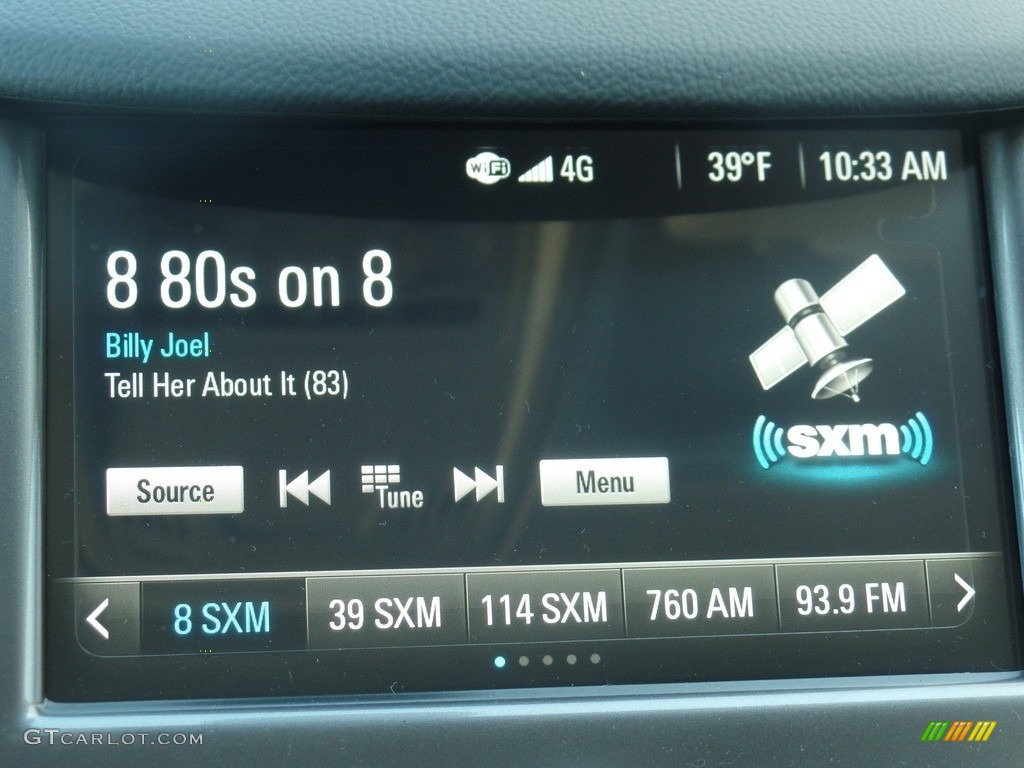 WiFi 4G 39°F 10:33 AM
8 80s on 8
Billy Joel
Tell Her About It (83)
sxm
Source Tune Menu
8 SXM 39 SXM 114 SXM 760 AM 93.9 FM
GTcarlot.com